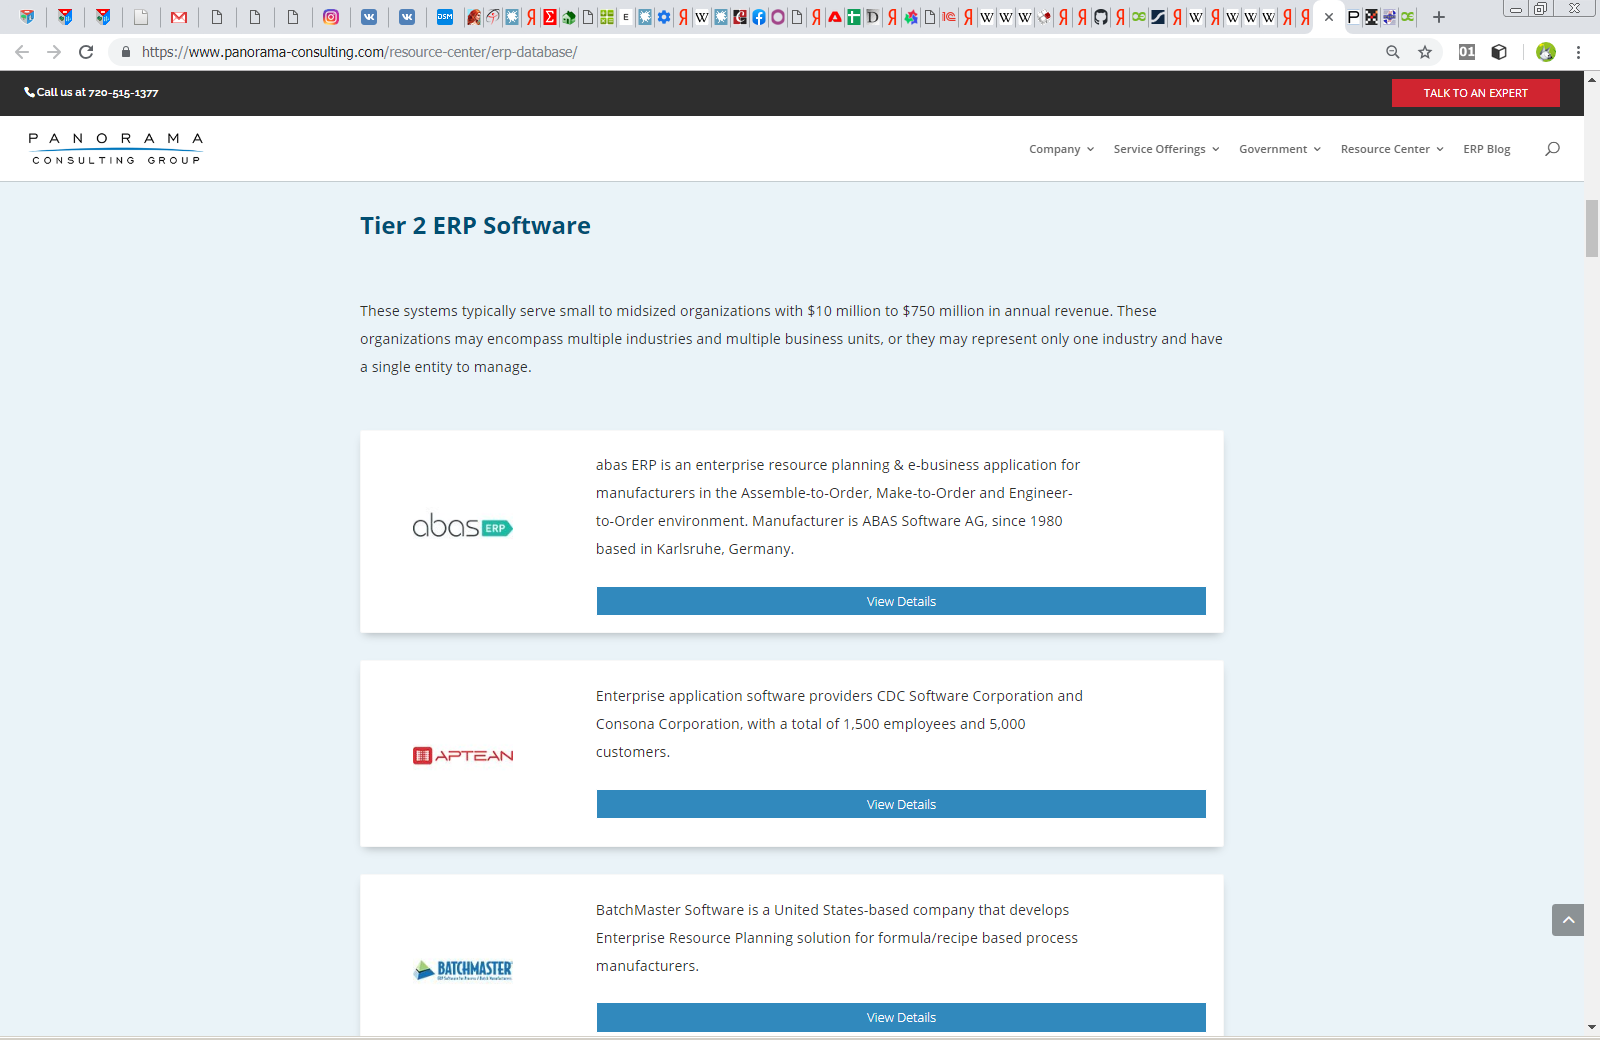 https://www.panorama-consulting.com/resource-center/erp-database/
Call us at 720-515-1377
TALK TO AN EXPERT
PANORAMA
CONSULTING GROUP
Company
Service Offerings
Government
Resource Center
ERP Blog
Tier 2 ERP Software
These systems typically serve small to midsized organizations with $10 million to $750 million in annual revenue. These
organizations may encompass multiple industries and multiple business units, or they may represent only one industry and have
a single entity to manage.
abas ERP
abas ERP is an enterprise resource planning & e-business application for
manufacturers in the Assemble-to-Order, Make-to-Order and Engineer-
to-Order environment. Manufacturer is ABAS Software AG, since 1980
based in Karlsruhe, Germany.
View Details
APTEAN
Enterprise application software providers CDC Software Corporation and
Consona Corporation, with a total of 1,500 employees and 5,000
customers.
View Details
BATCHMASTER
BatchMaster Software is a United States-based company that develops
Enterprise Resource Planning solution for formula/recipe based process
manufacturers.
View Details